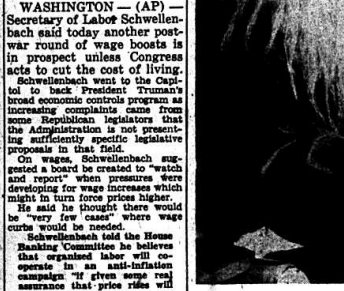 WASHINGTON — (AP) —
Secretary of Labor Schwellen-
bach said today another post-
war round of wage boosts is
in prospect unless Congress
acts to cut the cost of living.
Schwellenbach went to the Capi-
tol to back President Truman's
broad economic controls program as
increasing complaints came from
some Republican legislators that
the Administration is not present-
ing sufficiently specific legislative
proposals in that field.
On wages, Schwellenbach sug-
gested a board be created to "watch
and report" when pressures were
developing for wage increases which
might in turn force prices higher.
He said he thought there would
be "very few cases" where wage
curbs would be needed.
Schwellenbach told the House
Banking Committee he believes
that organized labor will co-
operate in an anti-inflation
campaign "if given some real
assurance that price rises will